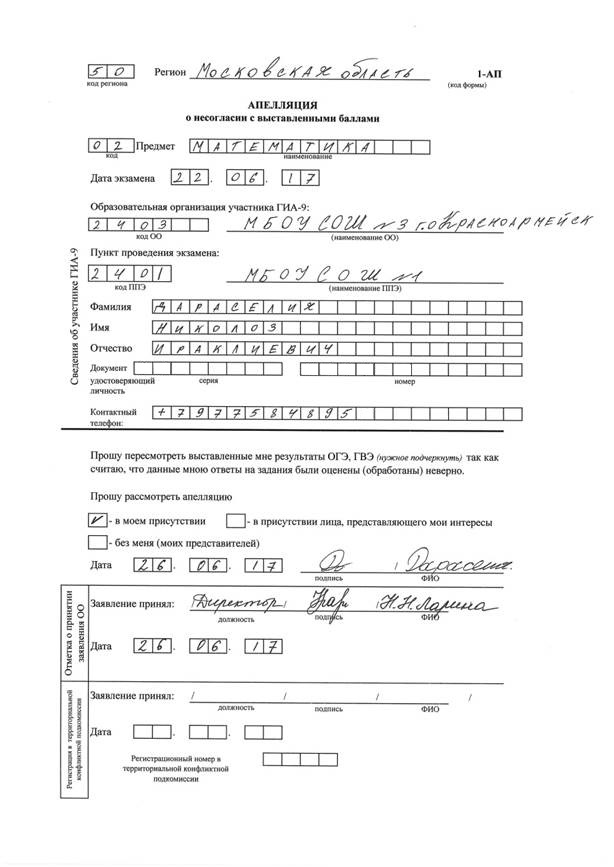 50 Регион Московская область 1-АП
код региона (код формы)
АПЕЛЛЯЦИЯ
о несогласии с выставленными баллами
02 Предмет МАТЕМАТИКА
код наименование
Дата экзамена 22. 06. 17
Образовательная организация участника ГИА-9:
2403 МБОУ СОШ №3 г.о Красноармейск
код ОО (наименование ОО)
Пункт проведения экзамена:
2401 МБОУ СОШ №1
код ППЭ (наименование ППЭ)
Сведения об участнике ГИА-9
Фамилия ДАРАСЕЛИЯ
Имя НИКОЛОЗ
Отчество ИРАКЛИЕВИЧ
Документ
удостоверяющий серия номер
личность
Контактный +7977584895
телефон:
Прошу пересмотреть выставленные мне результаты ОГЭ, ГВЭ (нужное подчеркнуть) так как
считаю, что данные мною ответы на задания были оценены (обработаны) неверно.
Прошу рассмотреть апелляцию
- в моем присутствии - в присутствии лица, представляющего мои интересы
- без меня (моих представителей)
Дата 26. 06. 17 / /
подпись ФИО
Отметка о принятии
заявления ОО
Заявление принял: /Директор/ /Н.Н.Ларина
должность подпись ФИО
Дата 26. 06. 17
Регистрация в территориальной
конфликтной подкомиссии
Заявление принял: / / / /
должность подпись ФИО
Дата . .
Регистрационный номер в
территориальной конфликтной
подкомиссии